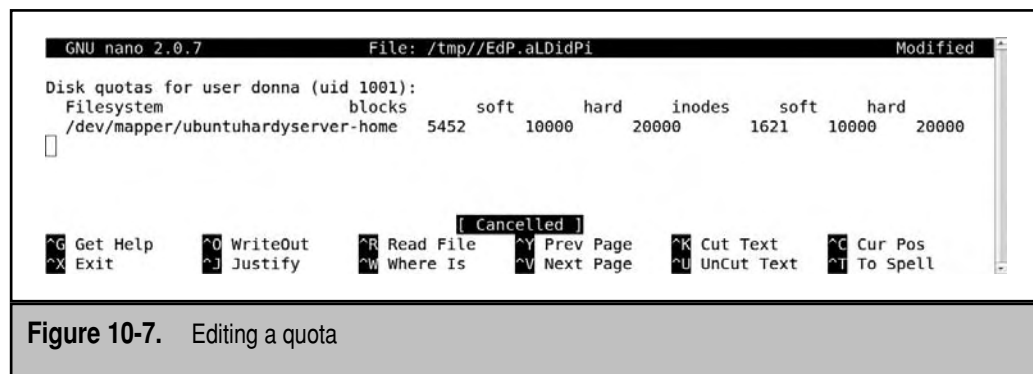 GNU nano 2.0.7 File: /tmp//EdP.aLDidPi Modified
Disk quotas for user donna (uid 1001):
Filesystem blocks soft hard inodes soft hard
/dev/mapper/ubuntuhardyserver-home 5452 10000 20000 1621 10000 20000
[ Cancelled ]
^G Get Help ^O WriteOut ^R Read File ^Y Prev Page ^K Cut Text ^C Cur Pos
^X Exit ^J Justify ^W Where Is ^V Next Page ^U UnCut Text ^T To Spell
Figure 10-7. Editing a quota